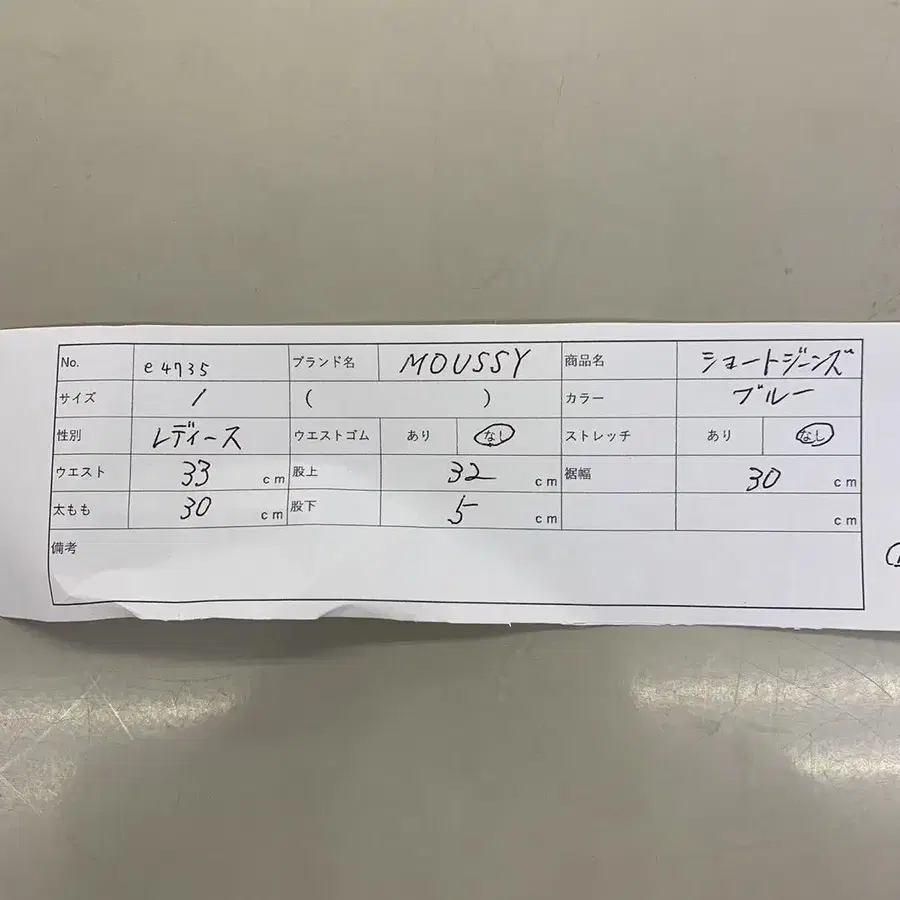 No. e4735 ブランド名 MOUSSY 商品名 ショートジーンズ
サイズ 1 ( ) カラー ブルー
性別 レディース ウエストゴム あり なし ストレッチ あり なし
ウエスト 33 cm 股上 32 cm 裾幅 30 cm
太もも 30 cm 股下 5 cm cm
備考